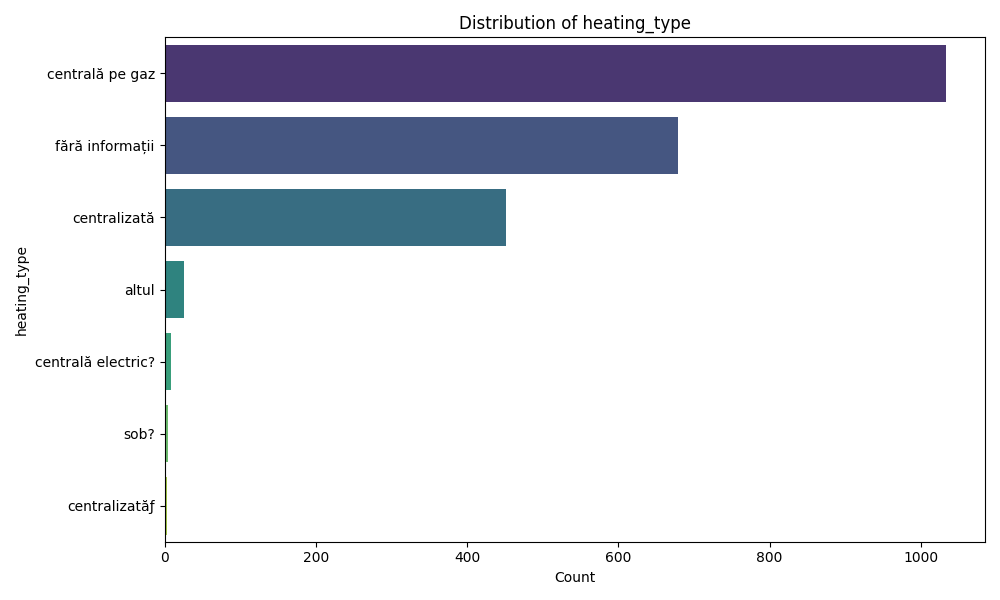 Distribution of heating_type
centrală pe gaz
fără informații
centralizată
altul
centrală electric?
sob?
centralizatăƒ
heating_type
0 200 400 600 800 1000
Count